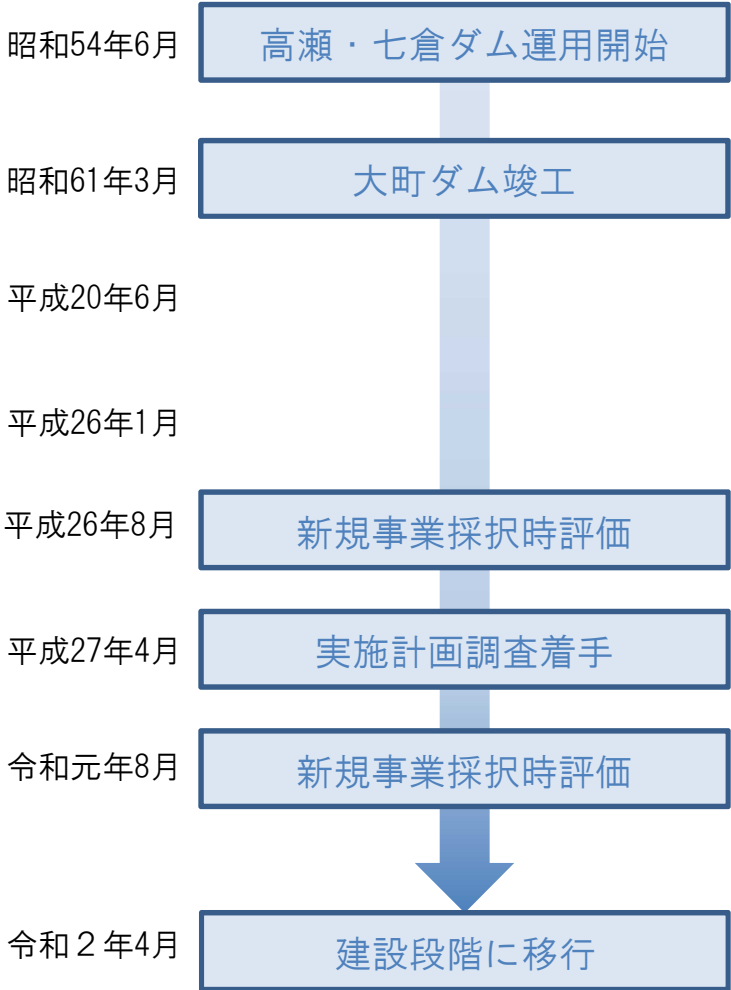 昭和54年6月 高瀬・七倉ダム運用開始
昭和61年3月 大町ダム竣工
平成20年6月
平成26年1月
平成26年8月 新規事業採択時評価
平成27年4月 実施計画調査着手
令和元年8月 新規事業採択時評価
令和２年4月 建設段階に移行